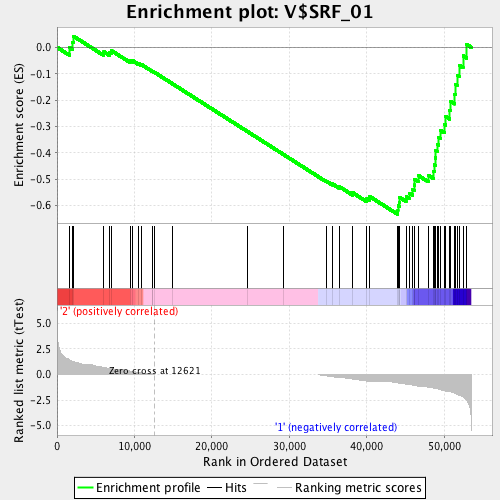 Enrichment plot: V$SRF_01
Enrichment score (ES)
0.0
-0.1
-0.2
-0.3
-0.4
-0.5
-0.6
Ranked list metric (tTest)
'2' (positively correlated)
5.0
2.5
Zero cross at 12621
0.0
-2.5
'1' (negatively correlated)
-5.0
0 10,000 20,000 30,000 40,000 50,000
Rank in Ordered Dataset
Enrichment profile Hits Ranking metric scores